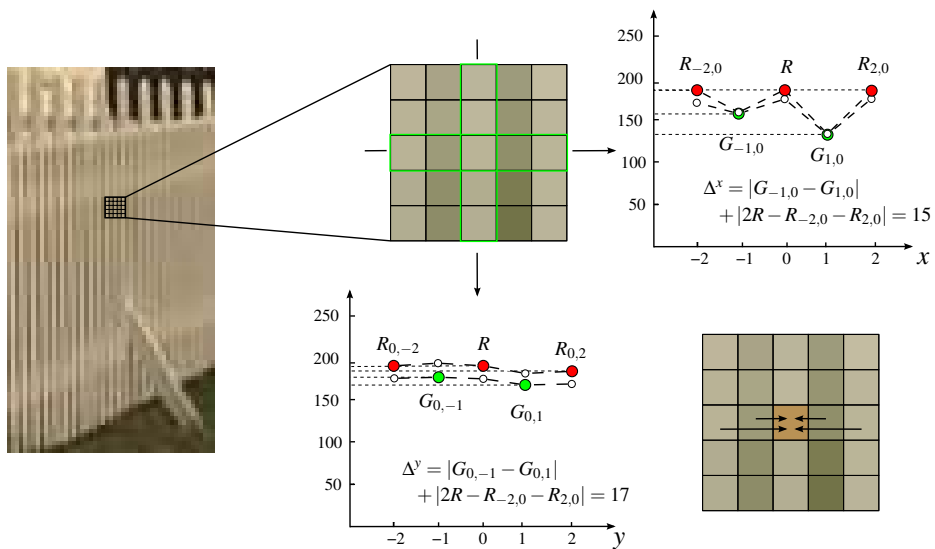 250
200
150
100
50
R₋₂,₀ R R₂,₀
G₋₁,₀ G₁,₀
Δˣ = |G₋₁,₀ − G₁,₀|
+ |2R − R₋₂,₀ − R₂,₀| = 15
−2 −1 0 1 2 x
250
200
150
100
50
R₀,₋₂ R R₀,₂
G₀,₋₁ G₀,₁
Δʸ = |G₀,₋₁ − G₀,₁|
+ |2R − R₋₂,₀ − R₂,₀| = 17
−2 −1 0 1 2 y